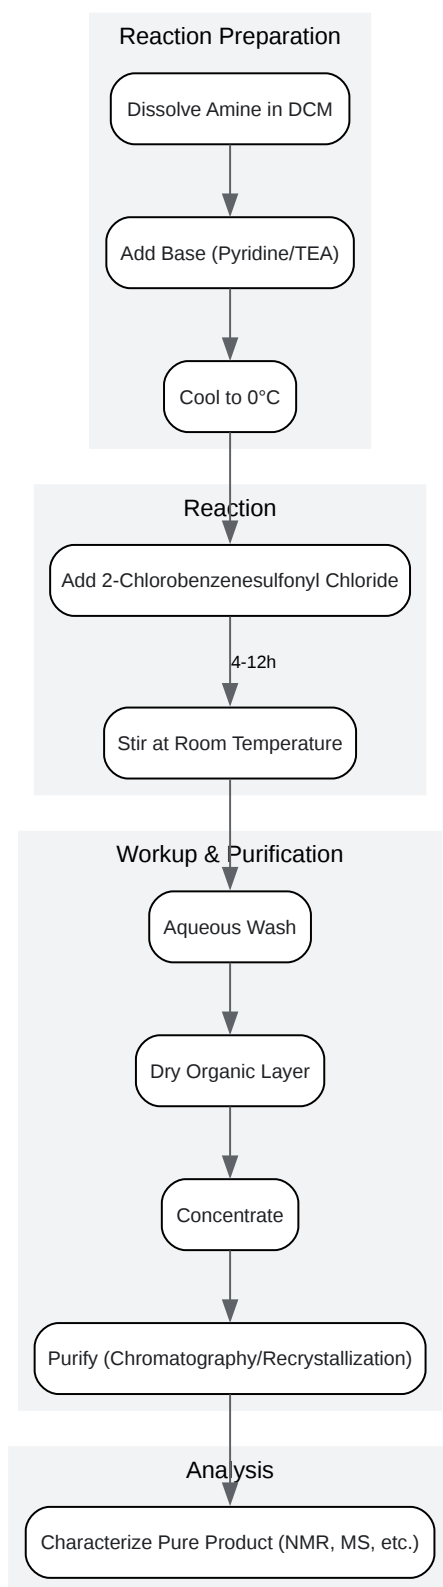 Reaction Preparation
Dissolve Amine in DCM
Add Base (Pyridine/TEA)
Cool to 0°C
Reaction
Add 2-Chlorobenzenesulfonyl Chloride
4-12h
Stir at Room Temperature
Workup & Purification
Aqueous Wash
Dry Organic Layer
Concentrate
Purify (Chromatography/Recrystallization)
Analysis
Characterize Pure Product (NMR, MS, etc.)